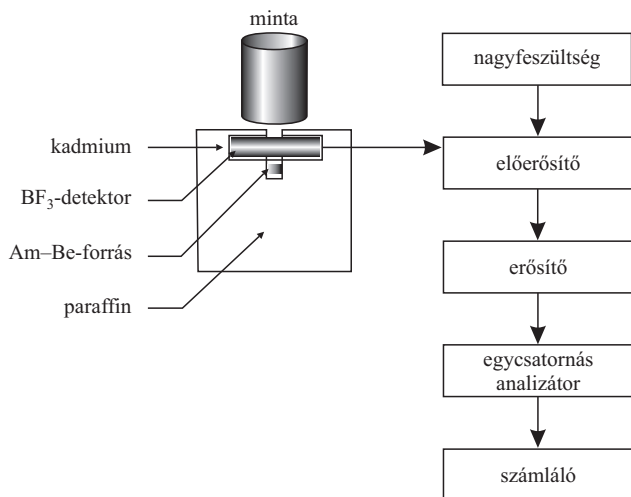 minta
kadmium
BF₃-detektor
Am–Be-forrás
paraffin
nagyfeszültség
előerősítő
erősítő
egycsatornás
analizátor
számláló